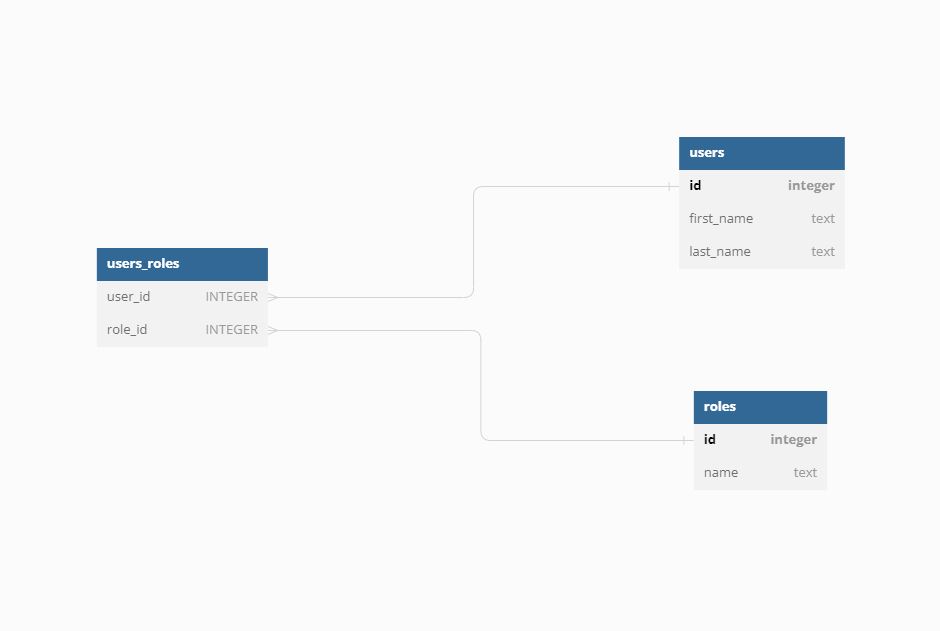 users
id integer
first_name text
last_name text
users_roles
user_id INTEGER
role_id INTEGER
roles
id integer
name text